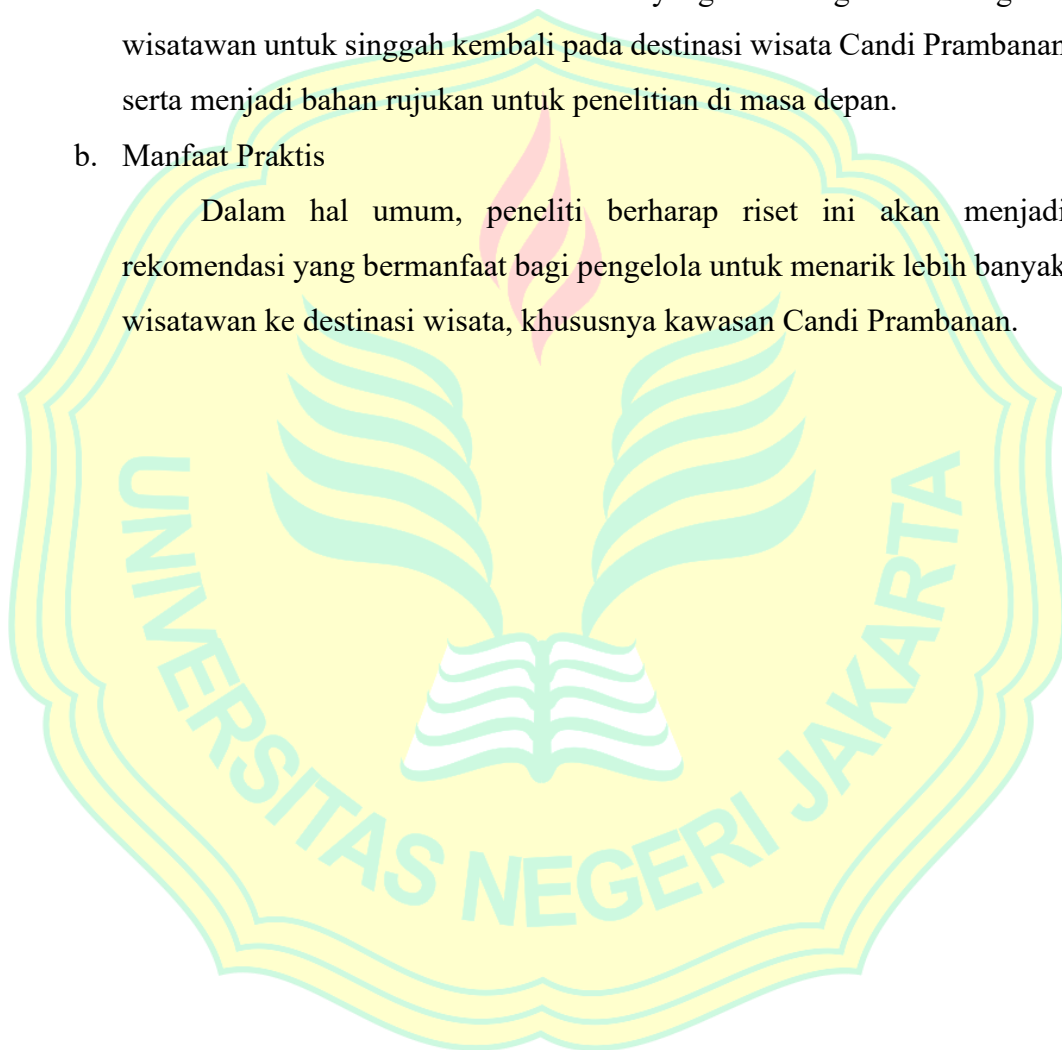 wisatawan untuk singgah kembali pada destinasi wisata Candi Prambanan
serta menjadi bahan rujukan untuk penelitian di masa depan.
b. Manfaat Praktis
Dalam hal umum, peneliti berharap riset ini akan menjadi
rekomendasi yang bermanfaat bagi pengelola untuk menarik lebih banyak
wisatawan ke destinasi wisata, khususnya kawasan Candi Prambanan.
UNIVERSITAS NEGERI JAKARTA